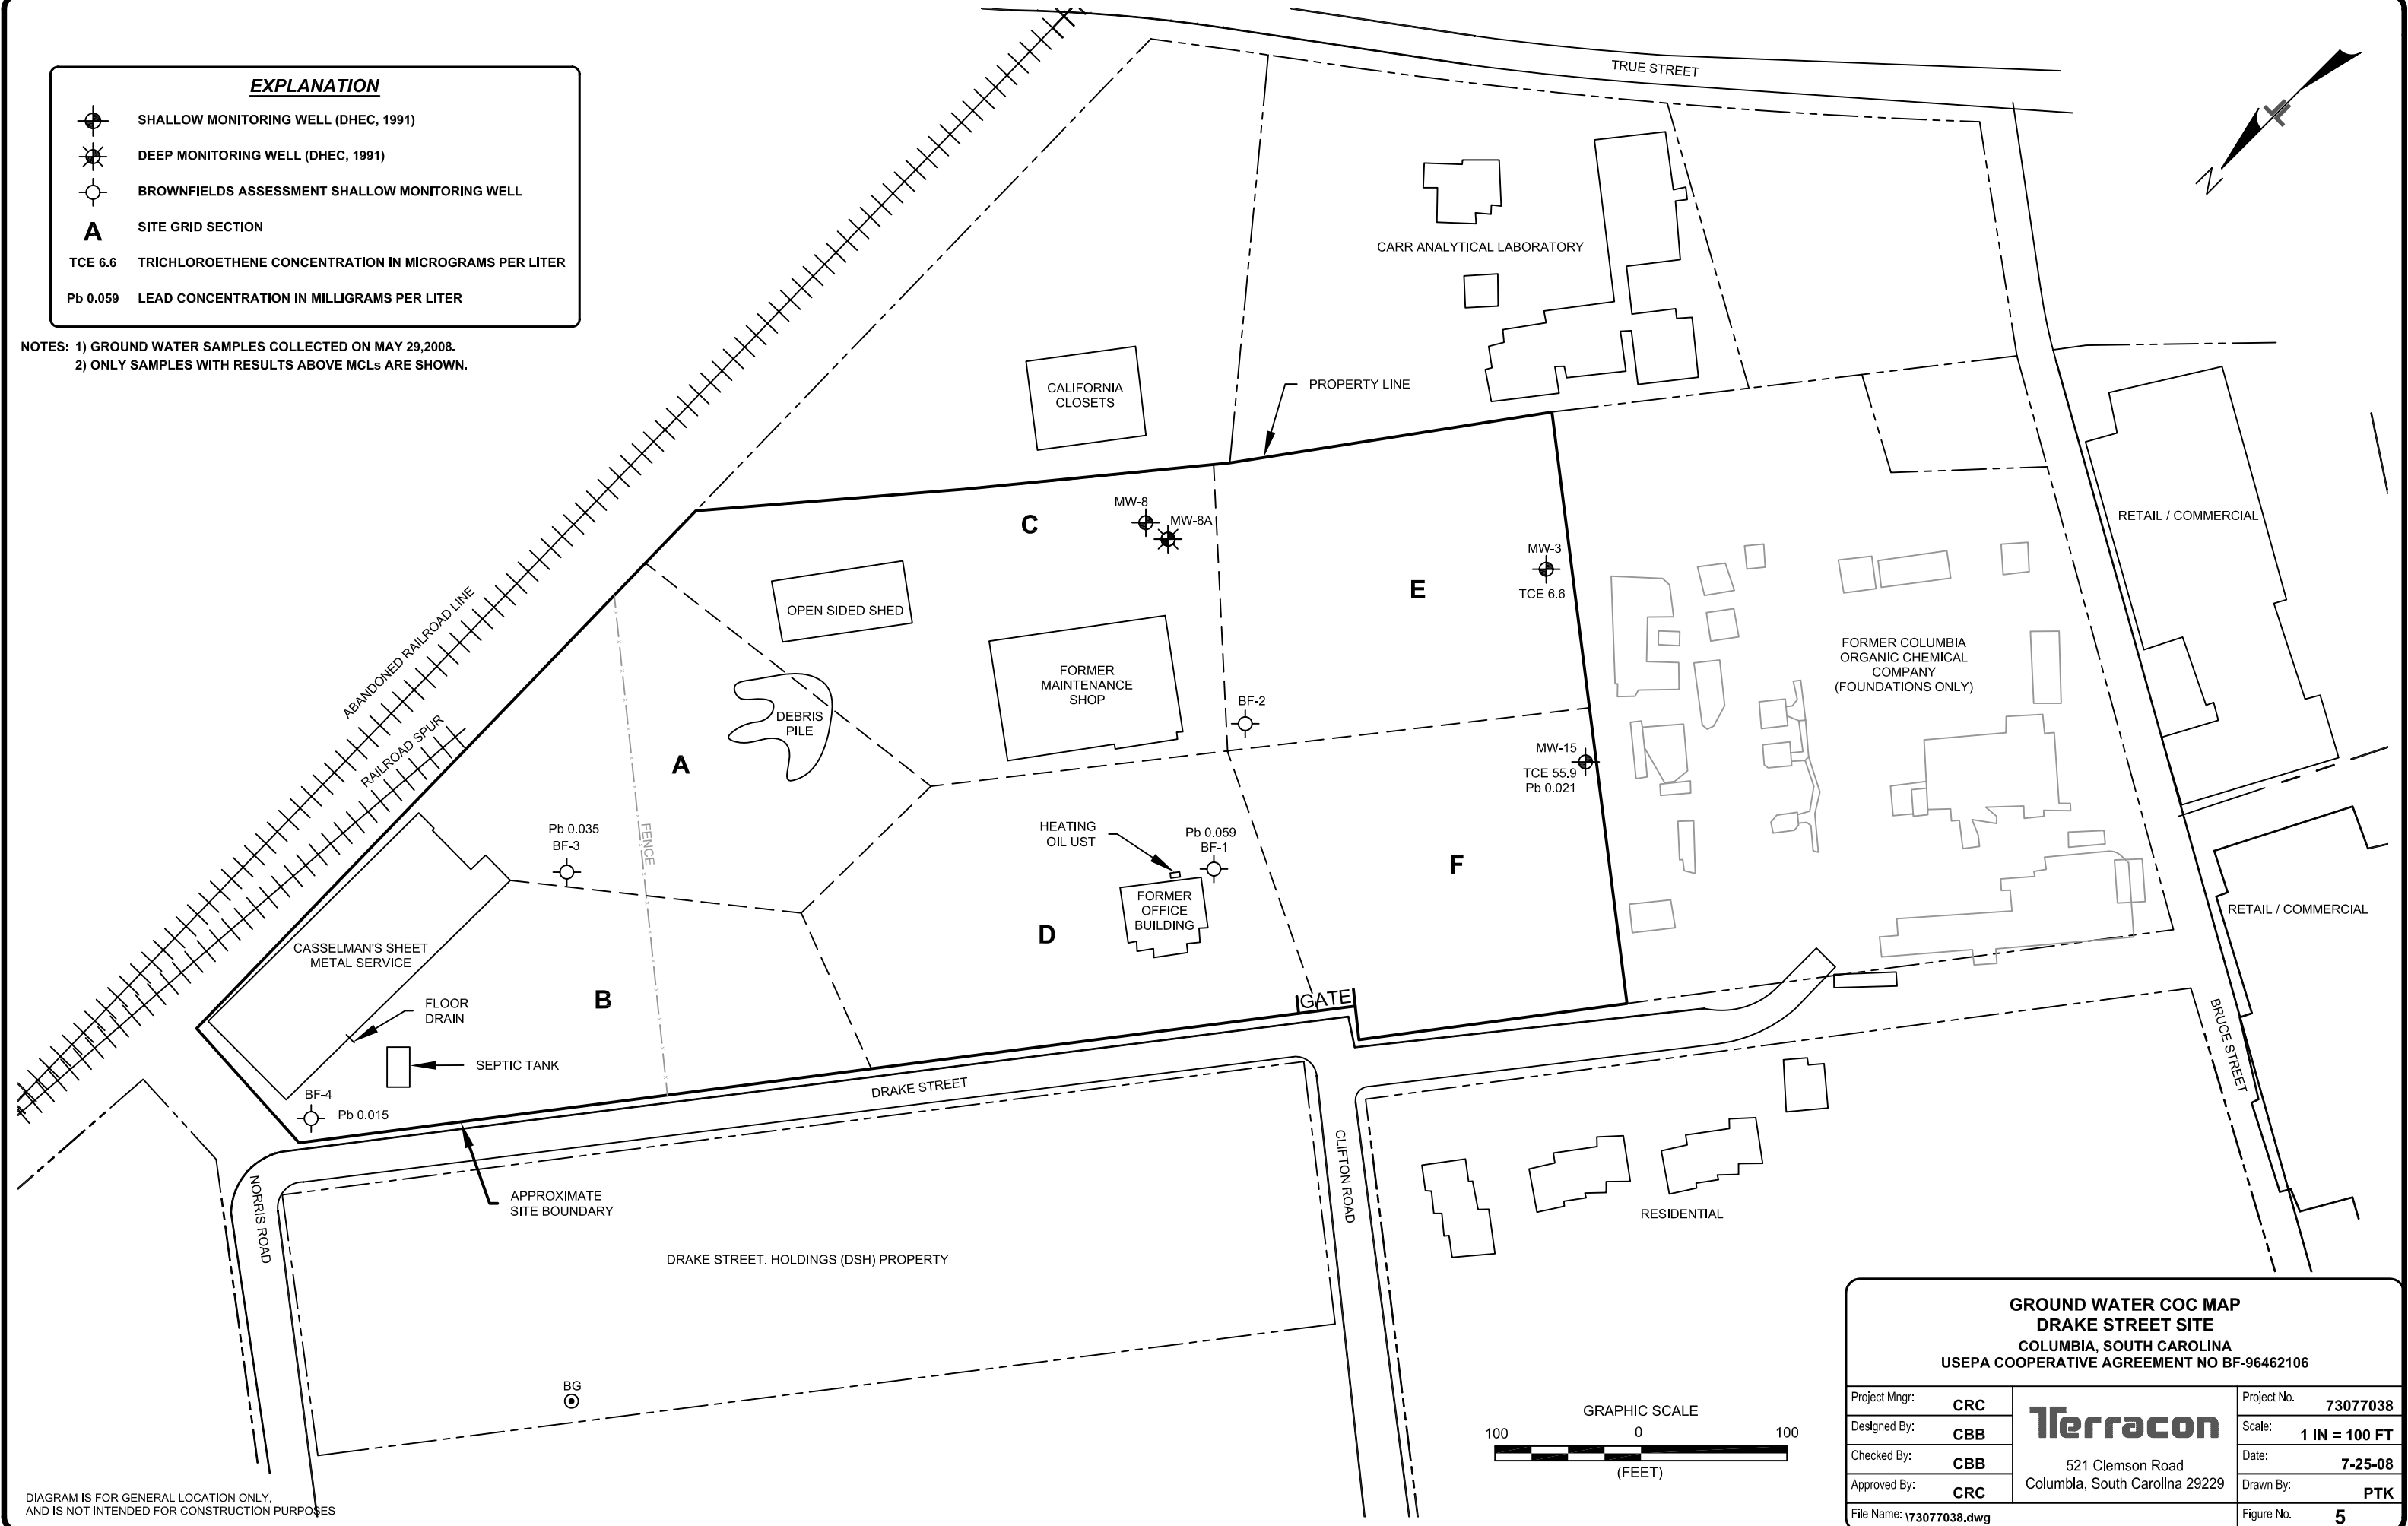 EXPLANATION
SHALLOW MONITORING WELL (DHEC, 1991)
DEEP MONITORING WELL (DHEC, 1991)
BROWNFIELDS ASSESSMENT SHALLOW MONITORING WELL
A SITE GRID SECTION
TCE 6.6 TRICHLOROETHENE CONCENTRATION IN MICROGRAMS PER LITER
Pb 0.059 LEAD CONCENTRATION IN MILLIGRAMS PER LITER
NOTES: 1) GROUND WATER SAMPLES COLLECTED ON MAY 29,2008.
2) ONLY SAMPLES WITH RESULTS ABOVE MCLs ARE SHOWN.
TRUE STREET
N
CARR ANALYTICAL LABORATORY
CALIFORNIA
CLOSETS
PROPERTY LINE
RETAIL / COMMERCIAL
C
MW-8
MW-8A
MW-3
TCE 6.6
E
OPEN SIDED SHED
ABANDONED RAILROAD LINE
RAILROAD SPUR
FORMER
MAINTENANCE
SHOP
FORMER COLUMBIA
ORGANIC CHEMICAL
COMPANY
(FOUNDATIONS ONLY)
BF-2
DEBRIS
PILE
A
MW-15
TCE 55.9
Pb 0.021
FENCE
Pb 0.035
BF-3
HEATING
OIL UST
Pb 0.059
BF-1
F
FORMER
OFFICE
BUILDING
D
RETAIL / COMMERCIAL
CASSELMAN'S SHEET
METAL SERVICE
B
FLOOR
DRAIN
GATE
SEPTIC TANK
BRUCE STREET
BF-4
Pb 0.015
DRAKE STREET
CLIFTON ROAD
NORRIS ROAD
APPROXIMATE
SITE BOUNDARY
RESIDENTIAL
DRAKE STREET. HOLDINGS (DSH) PROPERTY
BG
GRAPHIC SCALE
100 0 100
(FEET)
DIAGRAM IS FOR GENERAL LOCATION ONLY,
AND IS NOT INTENDED FOR CONSTRUCTION PURPOSES
GROUND WATER COC MAP
DRAKE STREET SITE
COLUMBIA, SOUTH CAROLINA
USEPA COOPERATIVE AGREEMENT NO BF-96462106
Project Mngr: CRC
Designed By: CBB
Checked By: CBB
Approved By: CRC
File Name: \73077038.dwg
Terracon
521 Clemson Road
Columbia, South Carolina 29229
Project No. 73077038
Scale: 1 IN = 100 FT
Date: 7-25-08
Drawn By: PTK
Figure No. 5